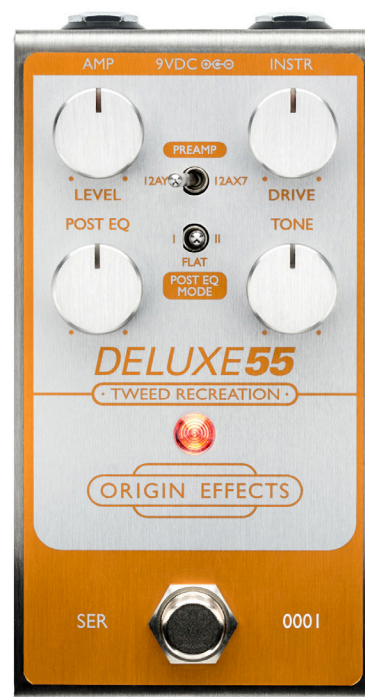 AMP 9VDC INSTR
PREAMP
12AY 12AX7
LEVEL DRIVE
POST EQ TONE
I II
FLAT
POST EQ
MODE
DELUXE55
· TWEED RECREATION ·
ORIGIN EFFECTS
SER 0001